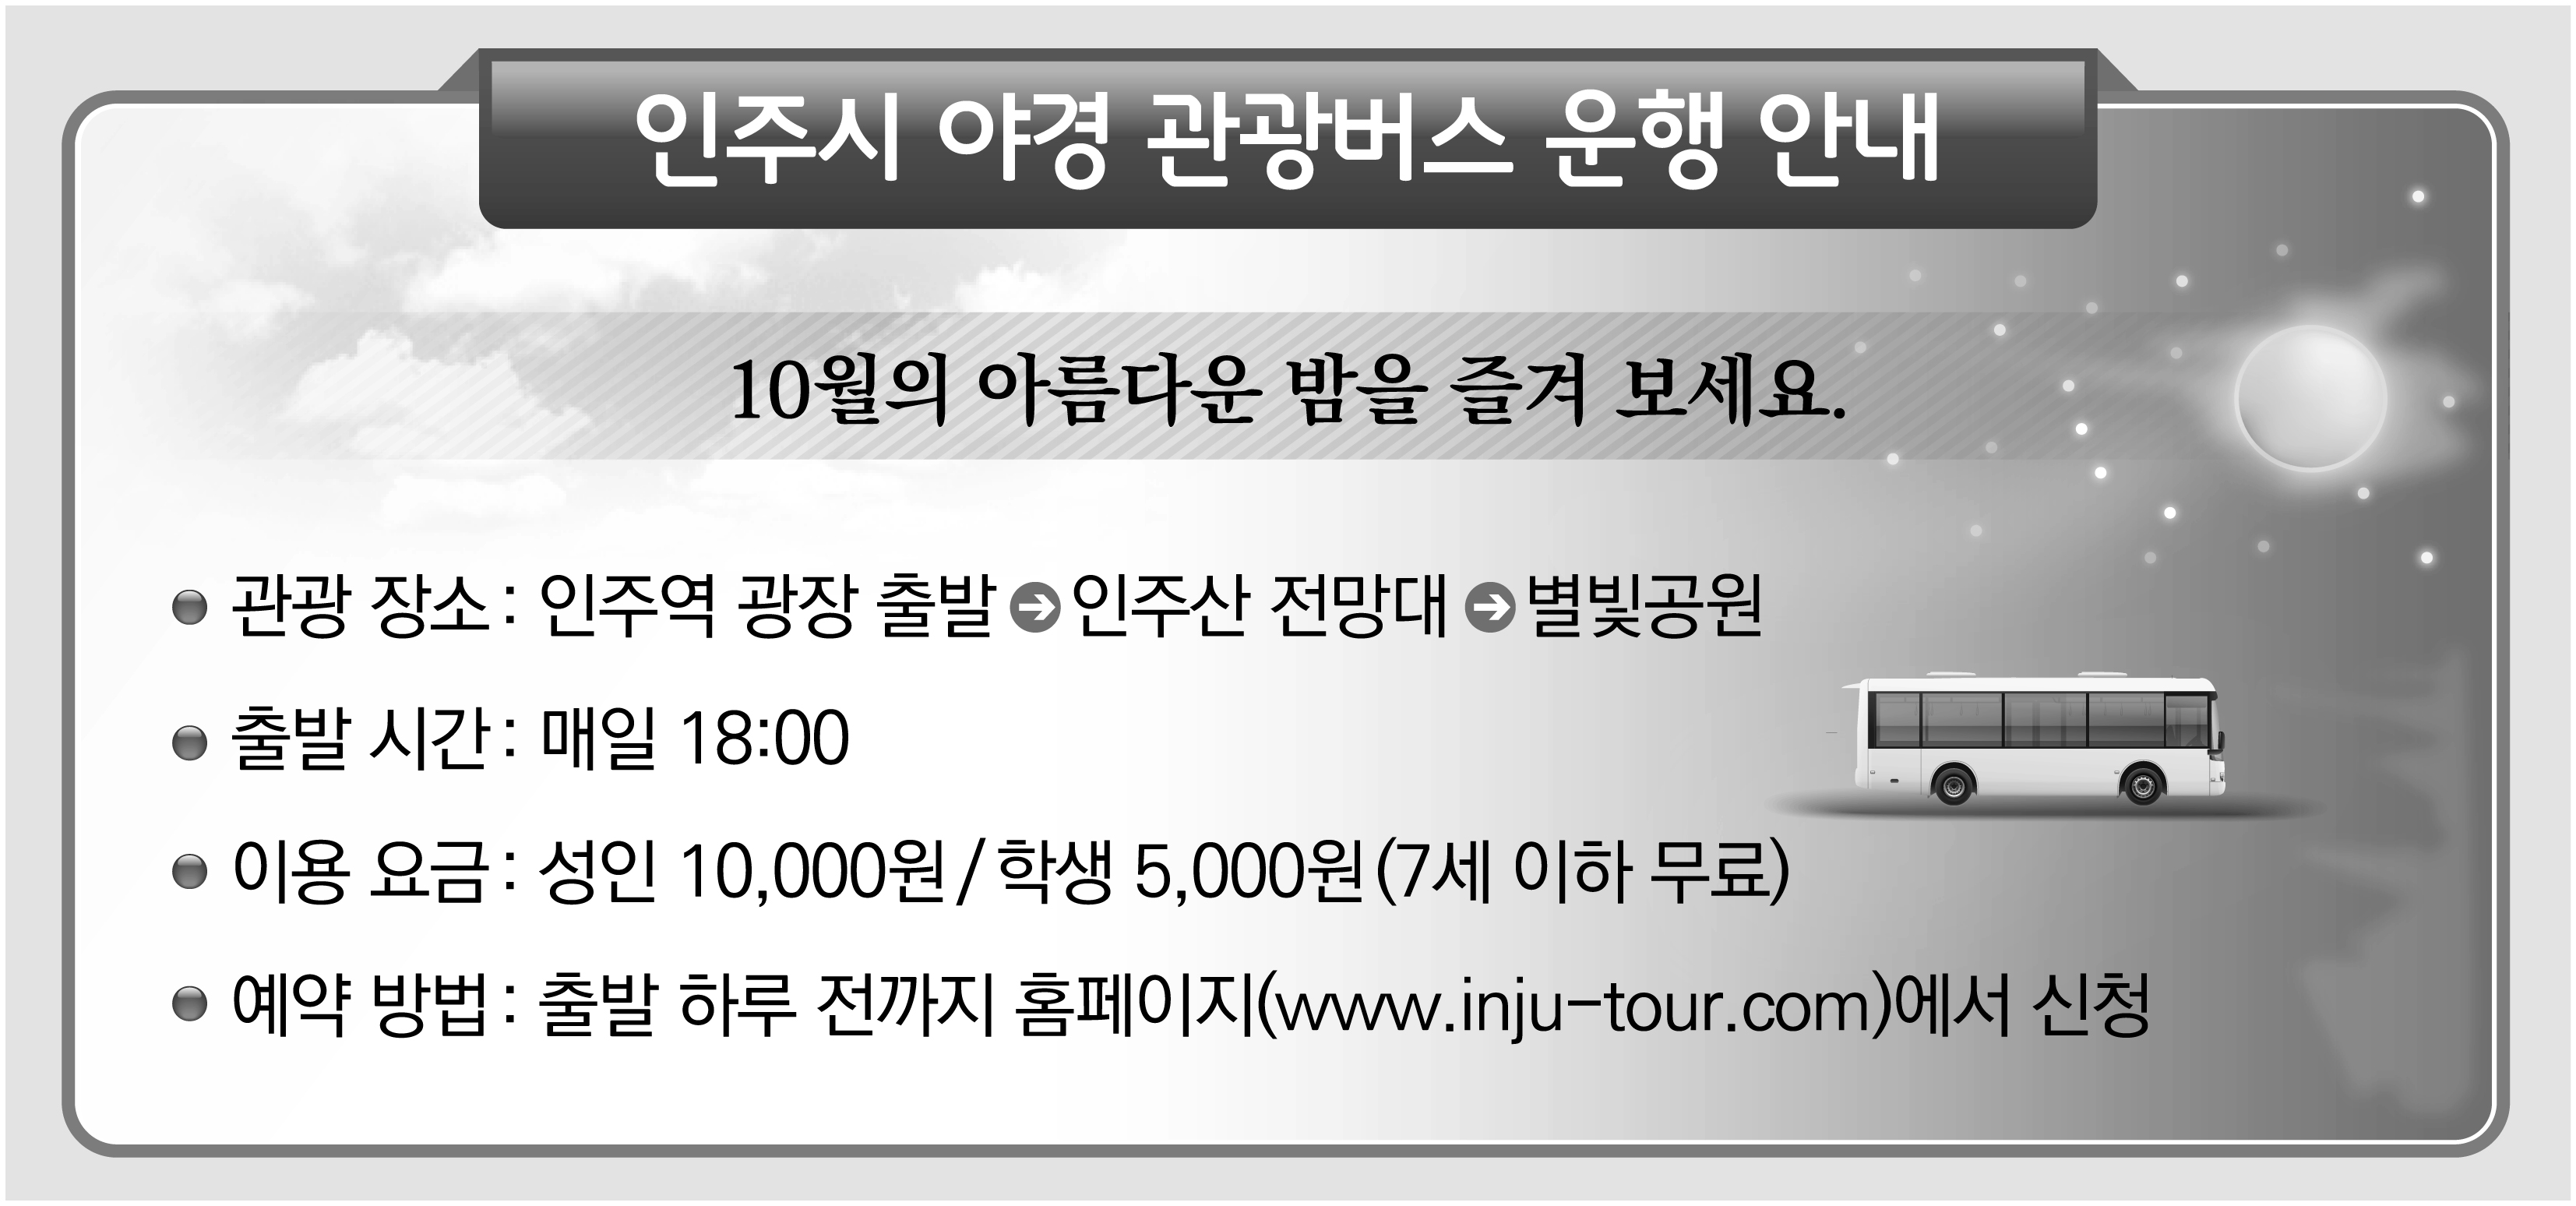 인주시 야경 관광버스 운행 안내
10월의 아름다운 밤을 즐겨 보세요.
관광 장소: 인주역 광장 출발 ➔ 인주산 전망대 ➔ 별빛공원
출발 시간: 매일 18:00
이용 요금: 성인 10,000원/학생 5,000원(7세 이하 무료)
예약 방법: 출발 하루 전까지 홈페이지(www.inju-tour.com)에서 신청